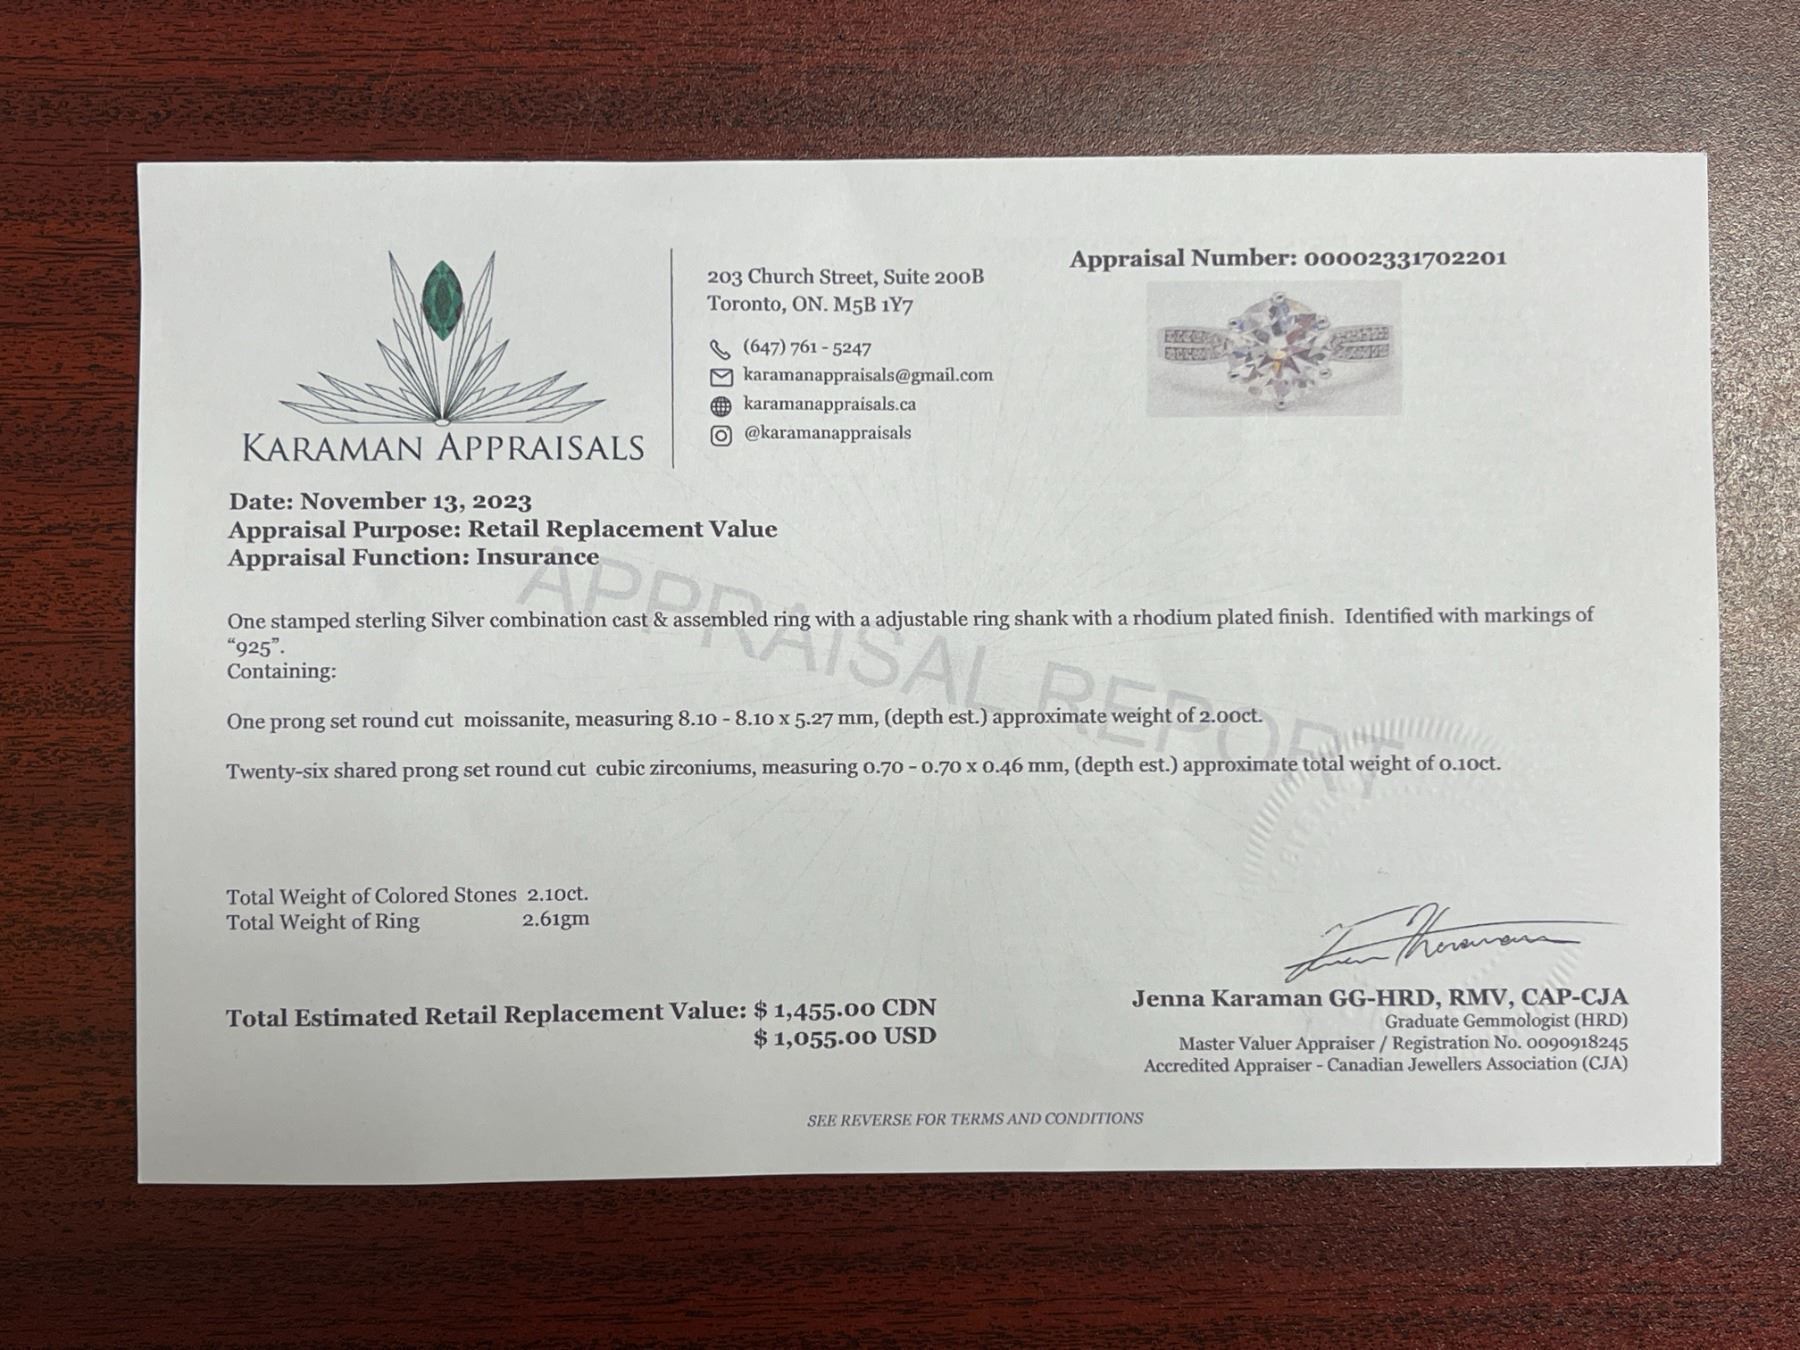 KARAMAN APPRAISALS
203 Church Street, Suite 200B
Toronto, ON. M5B 1Y7
(647) 761 - 5247
karamanappraisals@gmail.com
karamanappraisals.ca
@karamanappraisals
Appraisal Number: 00002331702201
Date: November 13, 2023
Appraisal Purpose: Retail Replacement Value
Appraisal Function: Insurance
APPRAISAL REPORT
One stamped sterling Silver combination cast & assembled ring with a adjustable ring shank with a rhodium plated finish. Identified with markings of
“925”.
Containing:
One prong set round cut moissanite, measuring 8.10 - 8.10 x 5.27 mm, (depth est.) approximate weight of 2.00ct.
Twenty-six shared prong set round cut cubic zirconiums, measuring 0.70 - 0.70 x 0.46 mm, (depth est.) approximate total weight of 0.10ct.
Total Weight of Colored Stones 2.10ct.
Total Weight of Ring 2.61gm
Total Estimated Retail Replacement Value: $ 1,455.00 CDN
$ 1,055.00 USD
Jenna Karaman GG-HRD, RMV, CAP-CJA
Graduate Gemmologist (HRD)
Master Valuer Appraiser / Registration No. 0090918245
Accredited Appraiser - Canadian Jewellers Association (CJA)
SEE REVERSE FOR TERMS AND CONDITIONS